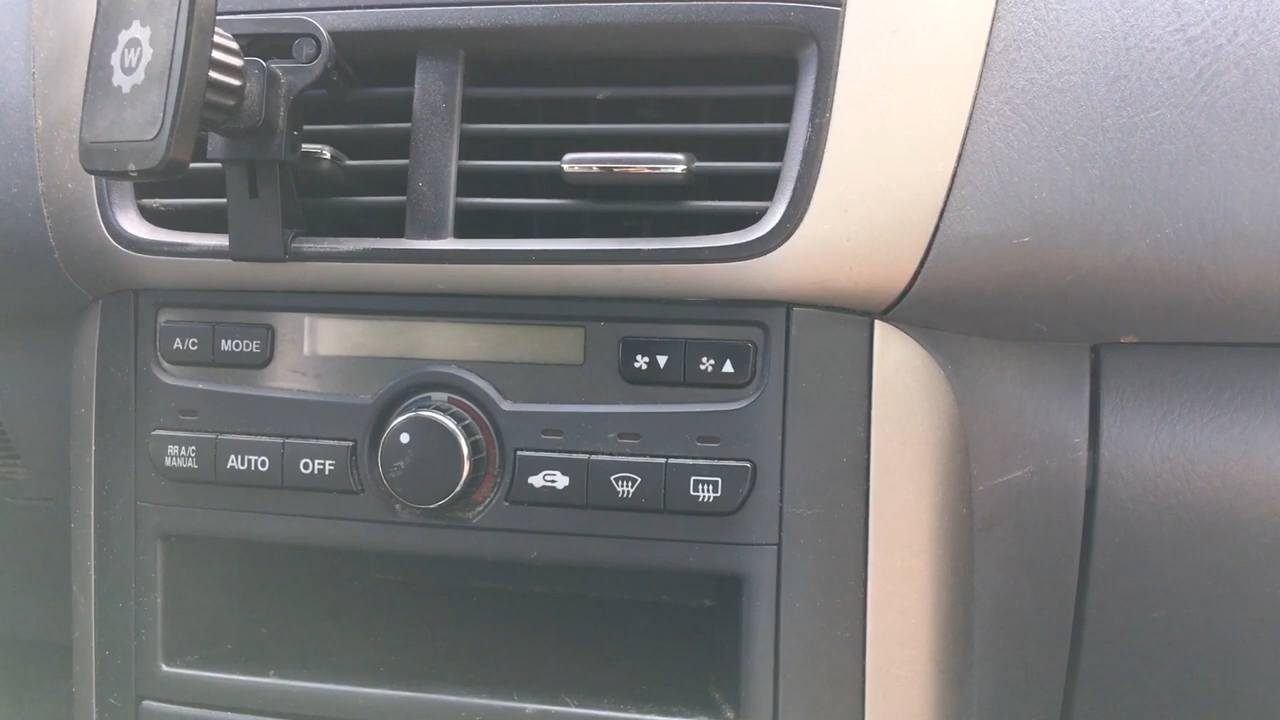 W
A/C
MODE
RR A/C
MANUAL
AUTO
OFF